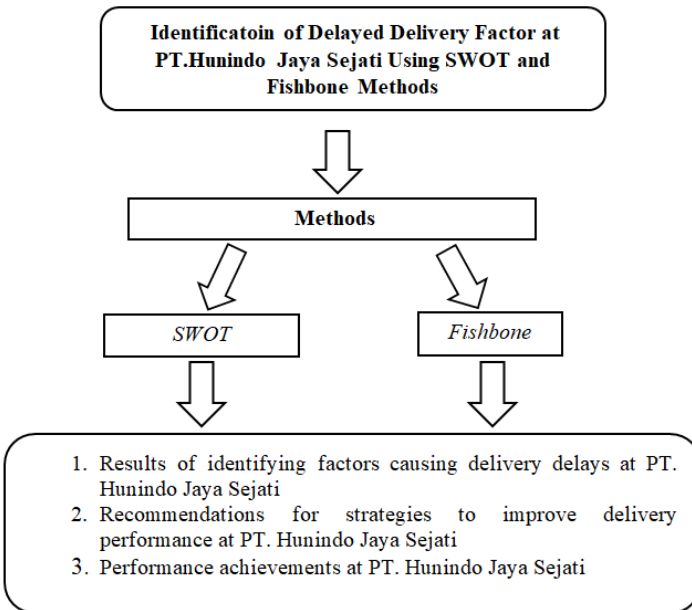 Identificatoin of Delayed Delivery Factor at
PT.Hunindo Jaya Sejati Using SWOT and
Fishbone Methods
Methods
SWOT
Fishbone
1. Results of identifying factors causing delivery delays at PT.
Hunindo Jaya Sejati
2. Recommendations for strategies to improve delivery
performance at PT. Hunindo Jaya Sejati
3. Performance achievements at PT. Hunindo Jaya Sejati